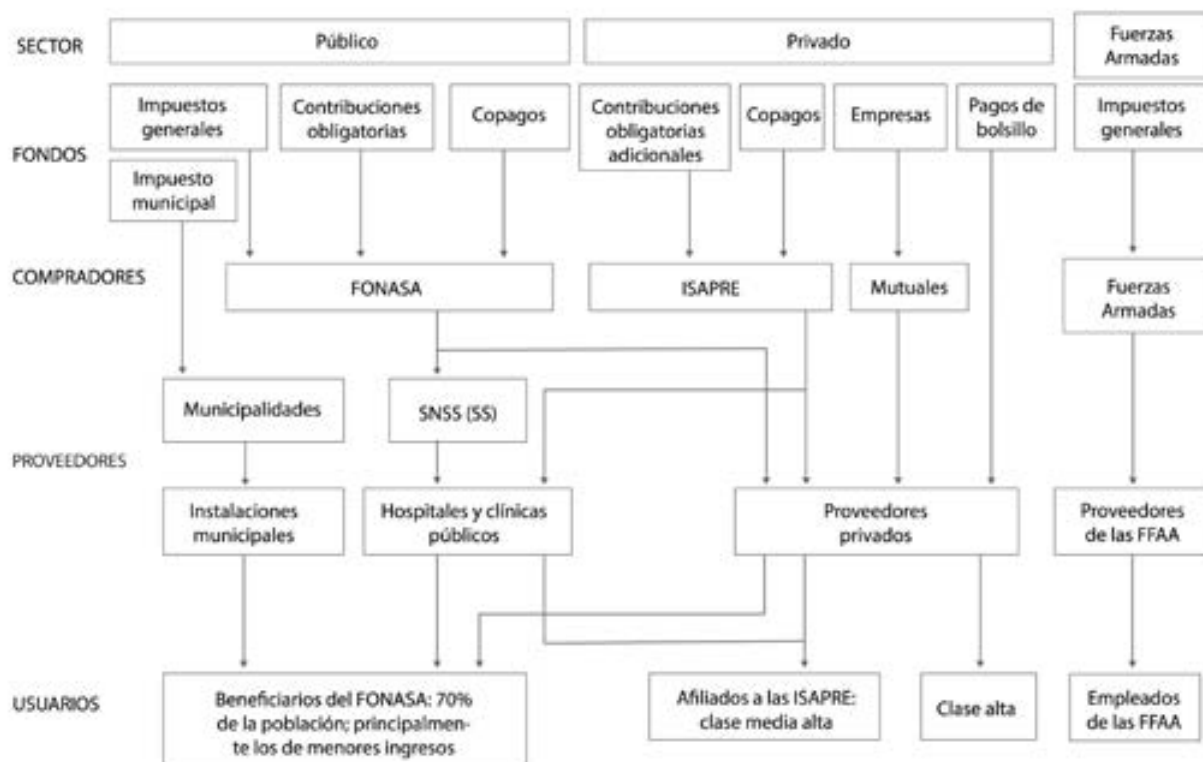 SECTOR
Público
Privado
Fuerzas
Armadas
FONDOS
Impuestos
generales
Contribuciones
obligatorias
Copagos
Contribuciones
obligatorias
adicionales
Copagos
Empresas
Pagos de
bolsillo
Impuestos
generales
Impuesto
municipal
COMPRADORES
FONASA
ISAPRE
Mutuales
Fuerzas
Armadas
PROVEEDORES
Municipalidades
SNSS (SS)
Instalaciones
municipales
Hospitales y clínicas
públicos
Proveedores
privados
Proveedores
de las FFAA
USUARIOS
Beneficiarios del FONASA: 70%
de la población; principalmen-
te los de menores ingresos
Afiliados a las ISAPRE:
clase media alta
Clase alta
Empleados
de las FFAA